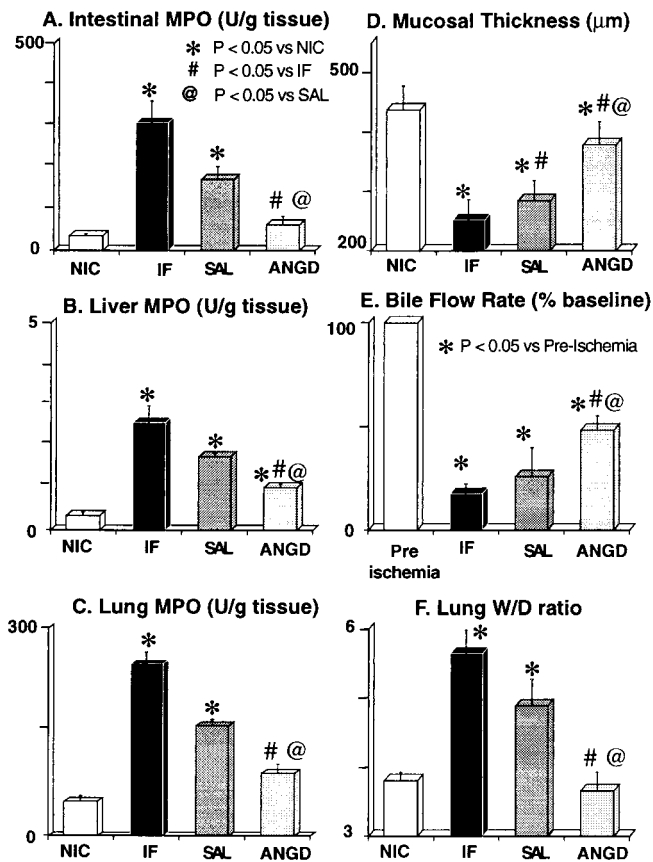 A. Intestinal MPO (U/g tissue)
500
* P < 0.05 vs NIC
# P < 0.05 vs IF
@ P < 0.05 vs SAL
*
*
# @
0
NIC IF SAL ANGD
B. Liver MPO (U/g tissue)
5
*
*
*#@
0
NIC IF SAL ANGD
C. Lung MPO (U/g tissue)
300
*
*
# @
0
NIC IF SAL ANGD
D. Mucosal Thickness (μm)
500
*#@
*#
*
200
NIC IF SAL ANGD
E. Bile Flow Rate (% baseline)
100
* P < 0.05 vs Pre-Ischemia
*#@
*
*
0
Pre IF SAL ANGD
ischemia
F. Lung W/D ratio
6
*
*
# @
3
NIC IF SAL ANGD